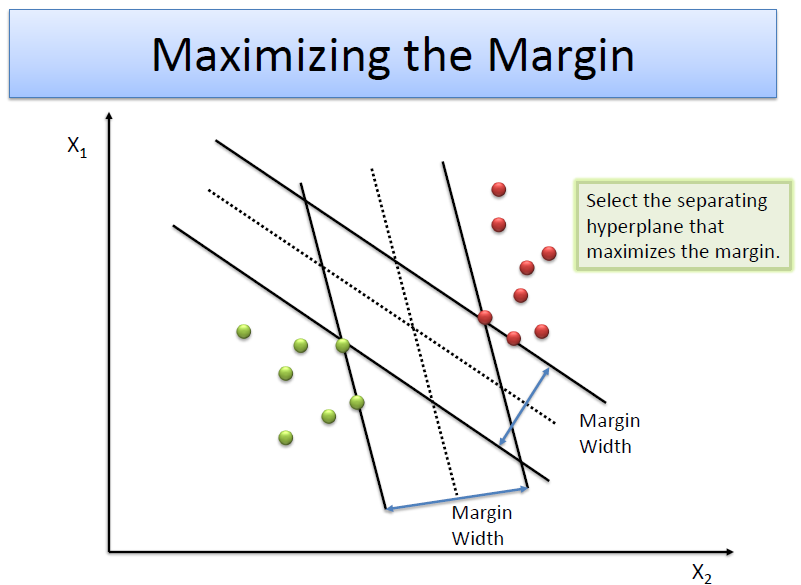 Maximizing the Margin
X1
Select the separating
hyperplane that
maximizes the margin.
Margin
Width
Margin
Width
X2